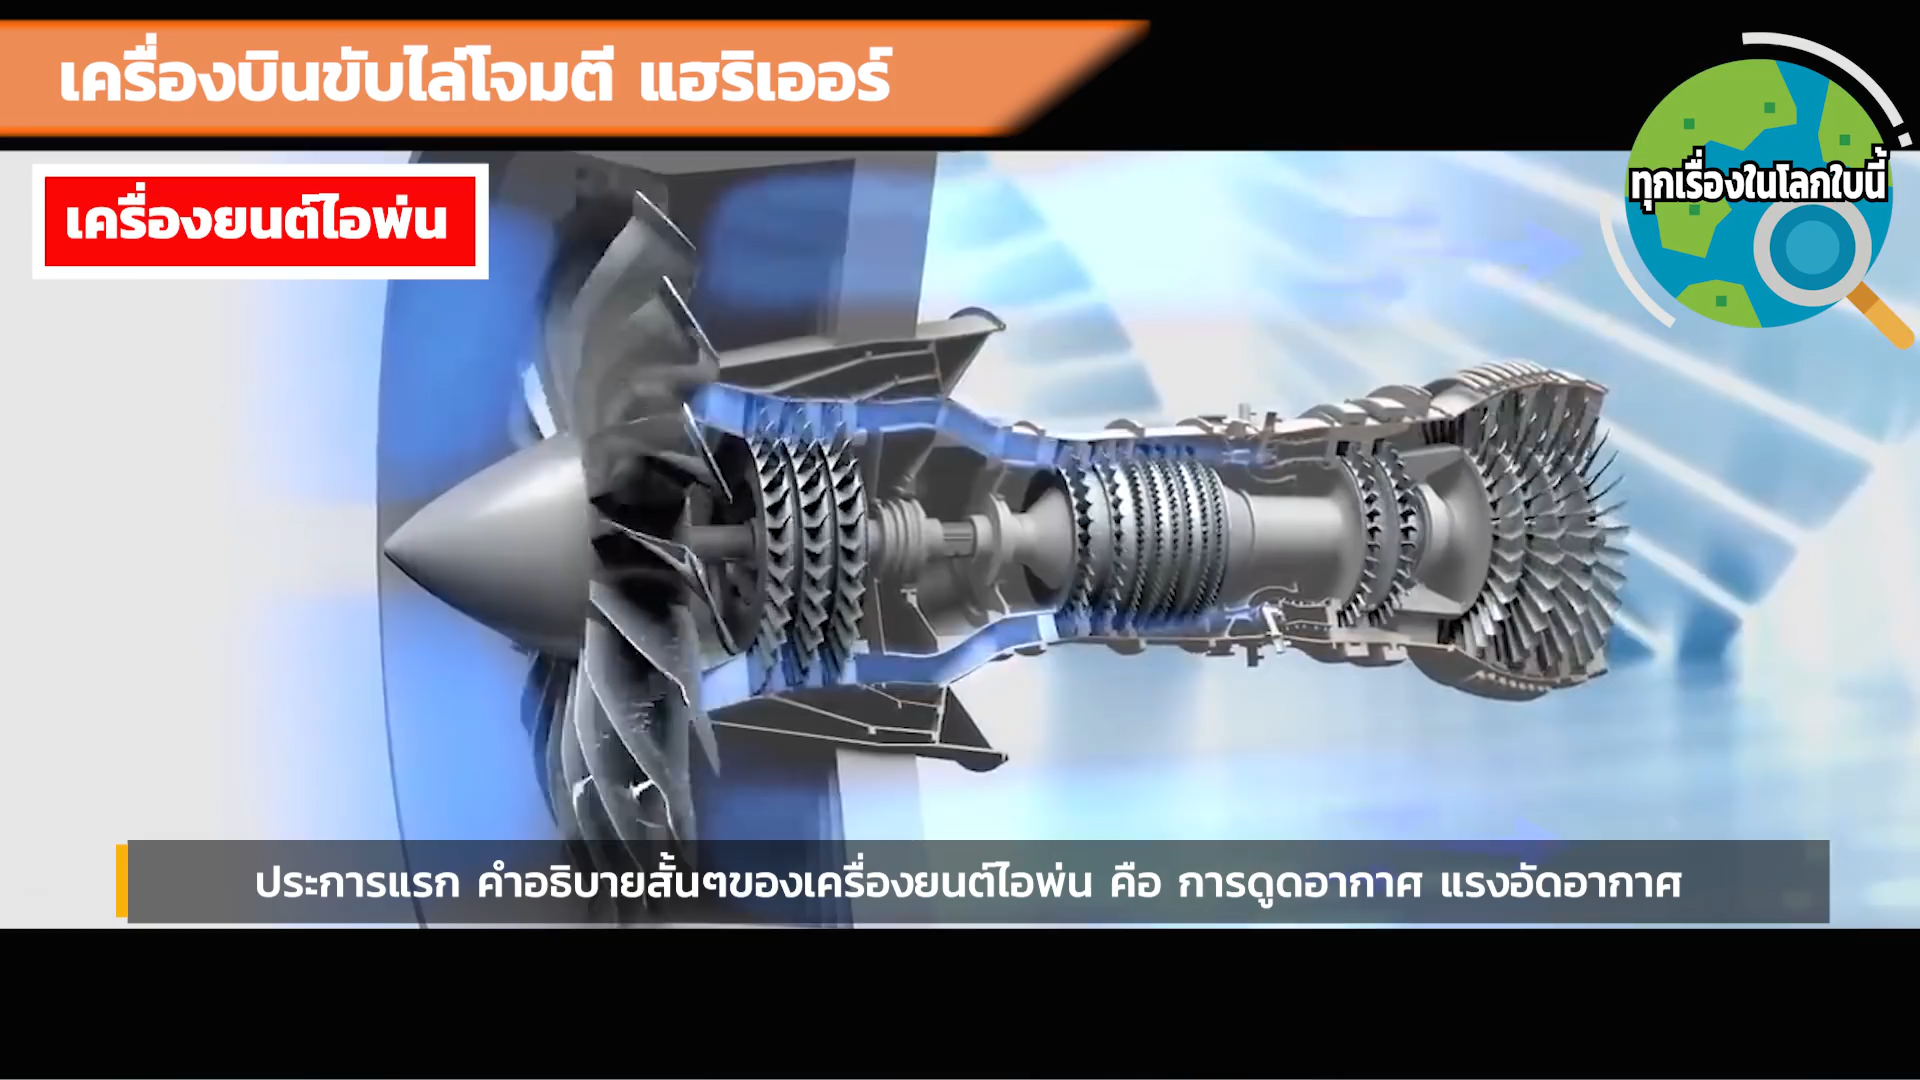 เครื่องบินขับไล่โจมตี แฮริเออร์
ทุกเรื่องในโลกใบนี้
เครื่องยนต์ไอพ่น
ประการแรก คำอธิบายสั้นๆของเครื่องยนต์ไอพ่น คือ การดูดอากาศ แรงอัดอากาศ